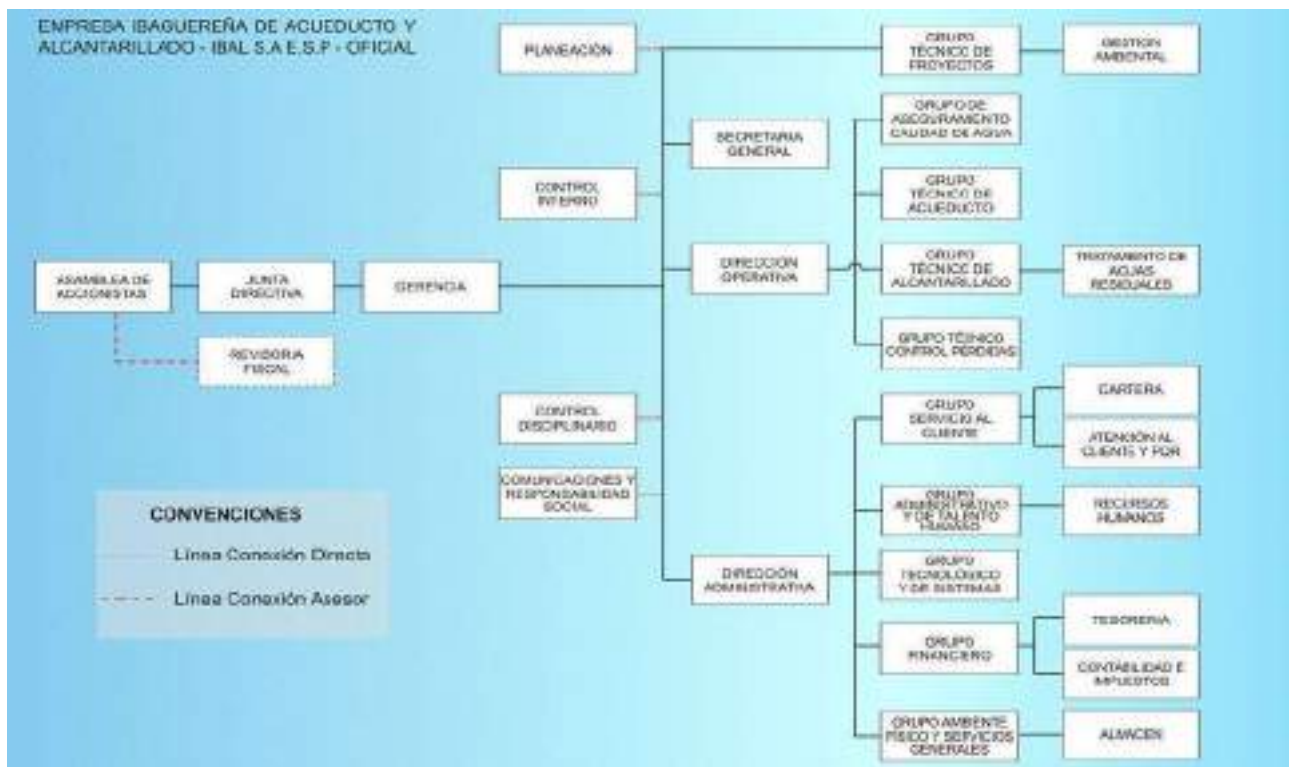 EMPRESA IBAGUEREÑA DE ACUEDUCTO Y
ALCANTARILLADO - IBAL S.A E.S.P - OFICIAL
PLANEACIÓN
GRUPO
TÉCNICO DE
PROYECTOS
GESTION
AMBIENTAL
GRUPO DE
ASEGURAMIENTO
CALIDAD DE AGUA
SECRETARIA
GENERAL
CONTROL
INTERNO
GRUPO
TÉCNICO DE
ACUEDUCTO
ASAMBLEA DE
ACCIONISTAS
JUNTA
DIRECTIVA
GERENCIA
DIRECCIÓN
OPERATIVA
GRUPO
TÉCNICO DE
ALCANTARILLADO
TRATAMIENTO DE
AGUAS
RESIDUALES
REVISORIA
FISCAL
GRUPO TÉCNICO
CONTROL PÉRDIDAS
CONTROL
DISCIPLINARIO
GRUPO
SERVICIO AL
CLIENTE
CARTERA
ATENCIÓN AL
CLIENTE Y PQR
COMUNICACIONES Y
RESPONSABILIDAD
SOCIAL
GRUPO
ADMINISTRATIVO
Y DE TALENTO
HUMANO
RECURSOS
HUMANOS
CONVENCIONES
Línea Conexión Directa
Línea Conexión Asesor
DIRECCIÓN
ADMINISTRATIVA
GRUPO
TECNOLÓGICO
Y DE SISTEMAS
GRUPO
FINANCIERO
TESORERIA
CONTABILIDAD E
IMPUESTOS
GRUPO AMBIENTE
FÍSICO Y SERVICIOS
GENERALES
ALMACEN